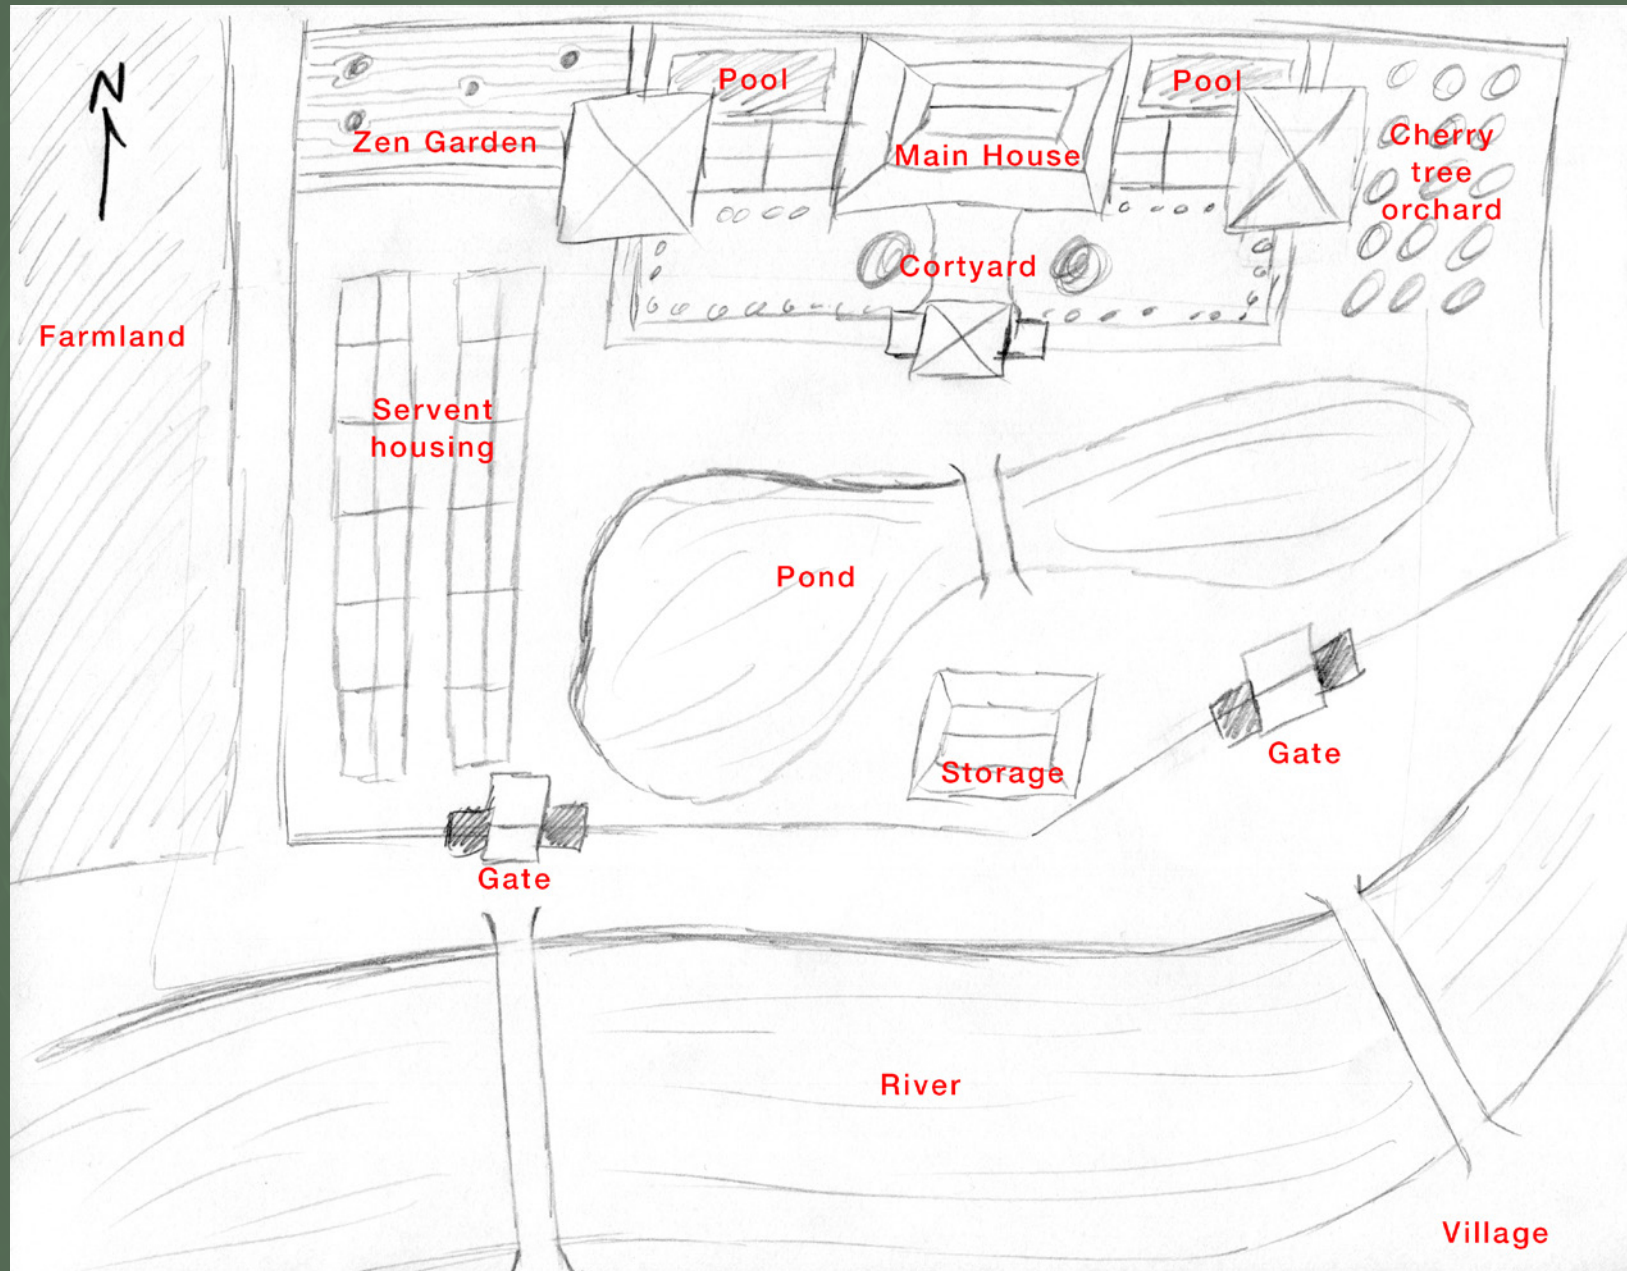 N
Pool
Pool
Zen Garden
Main House
Cherry
tree
orchard
Cortyard
Farmland
Servent
housing
Pond
Storage
Gate
Gate
River
Village